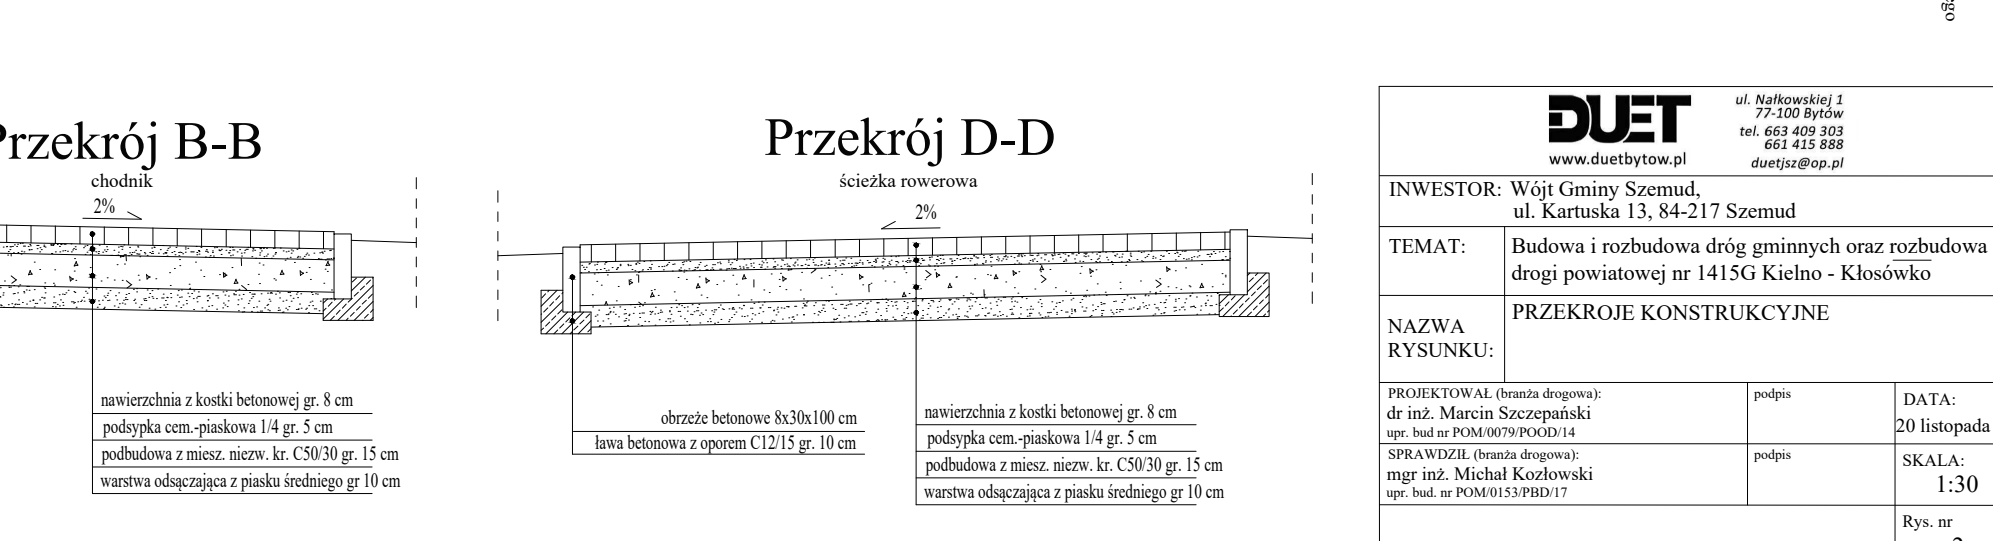 Przekrój B-B
chodnik
2%
nawierzchnia z kostki betonowej gr. 8 cm
podsypka cem.-piaskowa 1/4 gr. 5 cm
podbudowa z miesz. niezw. kr. C50/30 gr. 15 cm
warstwa odsączająca z piasku średniego gr 10 cm
Przekrój D-D
ścieżka rowerowa
2%
obrzeże betonowe 8x30x100 cm
ława betonowa z oporem C12/15 gr. 10 cm
nawierzchnia z kostki betonowej gr. 8 cm
podsypka cem.-piaskowa 1/4 gr. 5 cm
podbudowa z miesz. niezw. kr. C50/30 gr. 15 cm
warstwa odsączająca z piasku średniego gr 10 cm
DUET
www.duetbytow.pl
ul. Nałkowskiej 1
77-100 Bytów
tel. 663 409 303
661 415 888
duetjsz@op.pl
INWESTOR: Wójt Gminy Szemud,
ul. Kartuska 13, 84-217 Szemud
TEMAT:
Budowa i rozbudowa dróg gminnych oraz rozbudowa
drogi powiatowej nr 1415G Kielno - Kłosówko
NAZWA
RYSUNKU:
PRZEKROJE KONSTRUKCYJNE
PROJEKTOWAŁ (branża drogowa):
dr inż. Marcin Szczepański
upr. bud nr POM/0079/POOD/14
podpis
DATA:
20 listopada
SPRAWDZIŁ (branża drogowa):
mgr inż. Michał Kozłowski
upr. bud. nr POM/0153/PBD/17
podpis
SKALA:
1:30
Rys. nr